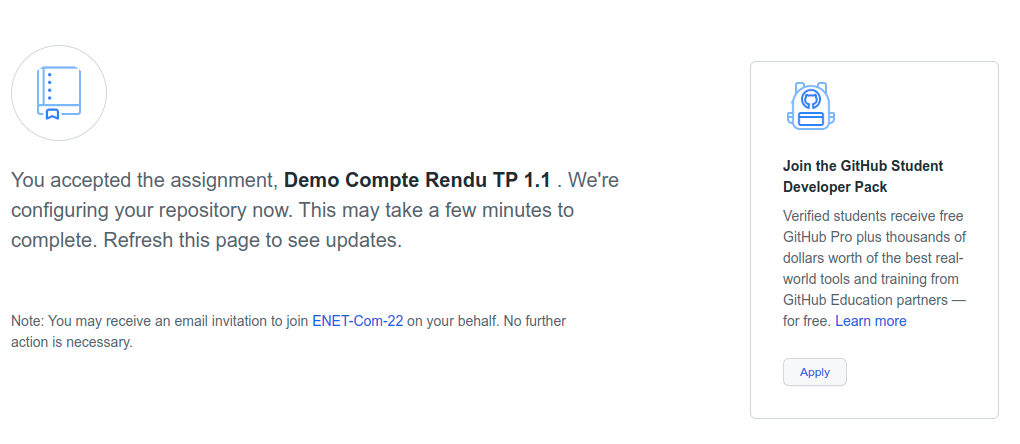 You accepted the assignment, Demo Compte Rendu TP 1.1 . We're
configuring your repository now. This may take a few minutes to
complete. Refresh this page to see updates.
Note: You may receive an email invitation to join ENET-Com-22 on your behalf. No further
action is necessary.
Join the GitHub Student
Developer Pack
Verified students receive free
GitHub Pro plus thousands of
dollars worth of the best real-
world tools and training from
GitHub Education partners —
for free. Learn more
Apply